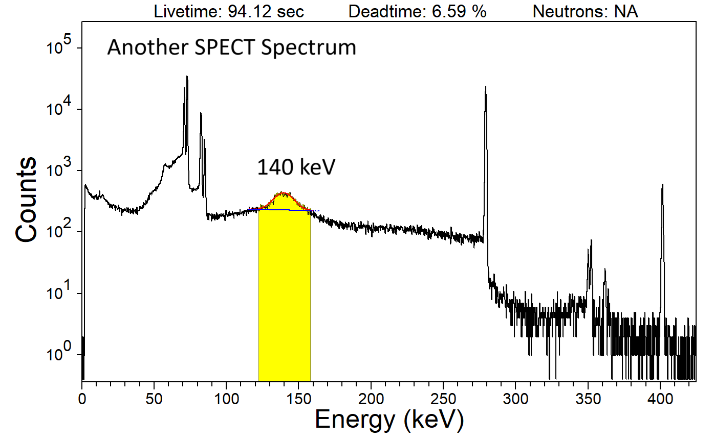 Livetime: 94.12 sec Deadtime: 6.59 % Neutrons: NA
Another SPECT Spectrum
140 keV
Counts
10^5
10^4
10^3
10^2
10^1
10^0
0 50 100 150 200 250 300 350 400
Energy (keV)